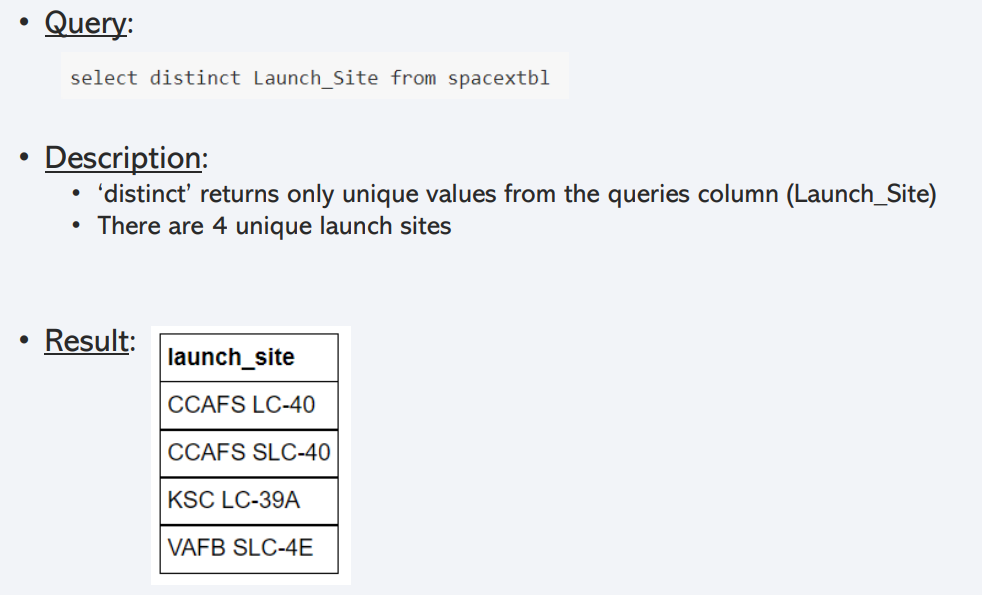 • Query:
select distinct Launch_Site from spacextbl
• Description:
• ‘distinct’ returns only unique values from the queries column (Launch_Site)
• There are 4 unique launch sites
• Result:
launch_site
CCAFS LC-40
CCAFS SLC-40
KSC LC-39A
VAFB SLC-4E